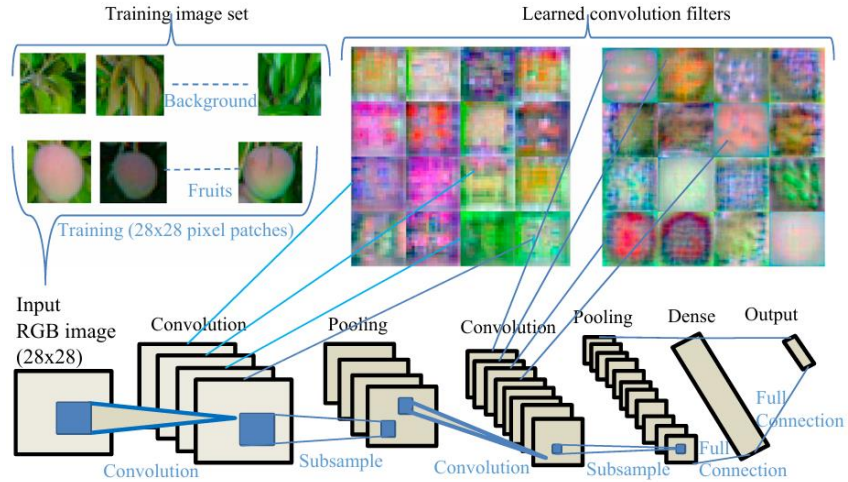 Training image set
Learned convolution filters
Background
Fruits
Training (28x28 pixel patches)
Input
RGB image
(28x28)
Convolution
Pooling
Convolution
Pooling
Dense
Output
Convolution
Subsample
Convolution
Subsample
Full
Connection
Full
Connection